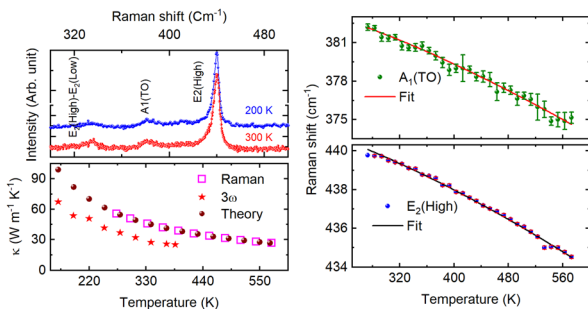 Raman shift (Cm⁻¹)
320 400 480
Intensity (Arb. unit)
E₂(High)-E₂(Low)
A1(TO)
E2(High)
200 K
300 K
κ (W m⁻¹ K⁻¹)
90
60
30
0
Raman
3ω
Theory
220 330 440 550
Temperature (K)
Raman shift (cm⁻¹)
381
378
375
A₁(TO)
Fit
440
438
436
434
E₂(High)
Fit
320 400 480 560
Temperature (K)